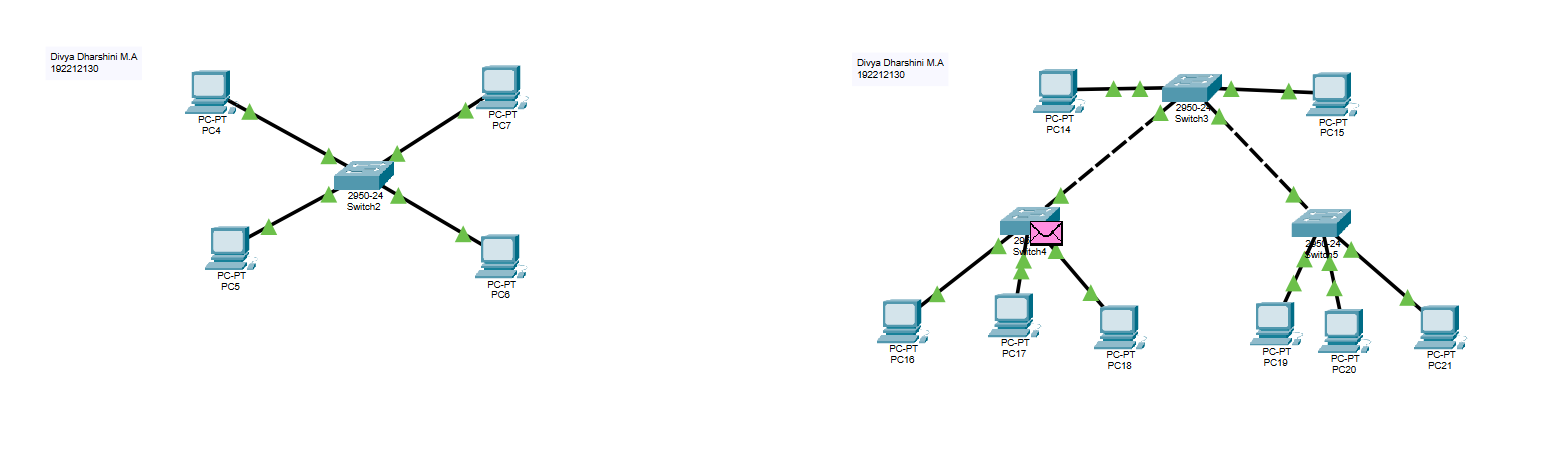 Divya Dharshini M.A
192212130
PC-PT
PC4
PC-PT
PC7
2950-24
Switch2
PC-PT
PC5
PC-PT
PC6
Divya Dharshini M.A
192212130
PC-PT
PC14
2950-24
Switch3
PC-PT
PC15
Switch4
2950-24
Switch5
PC-PT
PC16
PC-PT
PC17
PC-PT
PC18
PC-PT
PC19
PC-PT
PC20
PC-PT
PC21